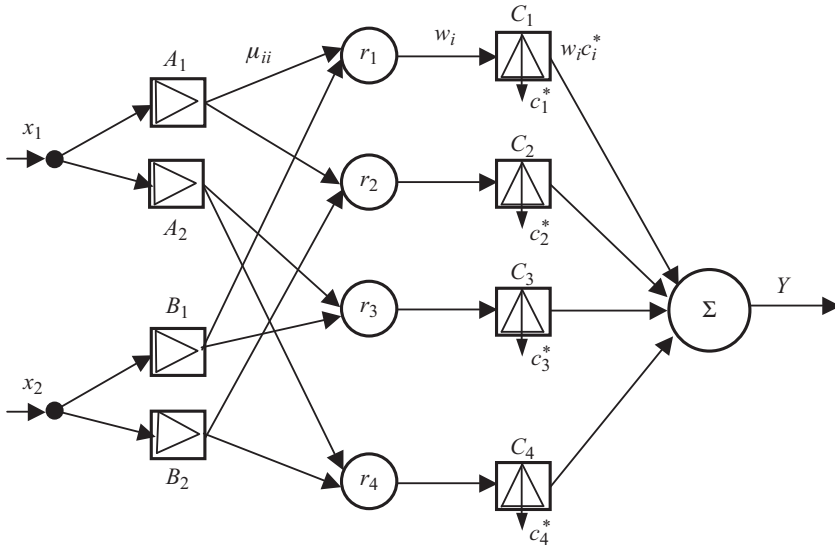 C₁
μᵢᵢ
r₁
wᵢ
wᵢcᵢ*
A₁
c₁*
x₁
C₂
r₂
A₂
c₂*
C₃
B₁
r₃
Σ
Y
c₃*
x₂
C₄
B₂
r₄
c₄*